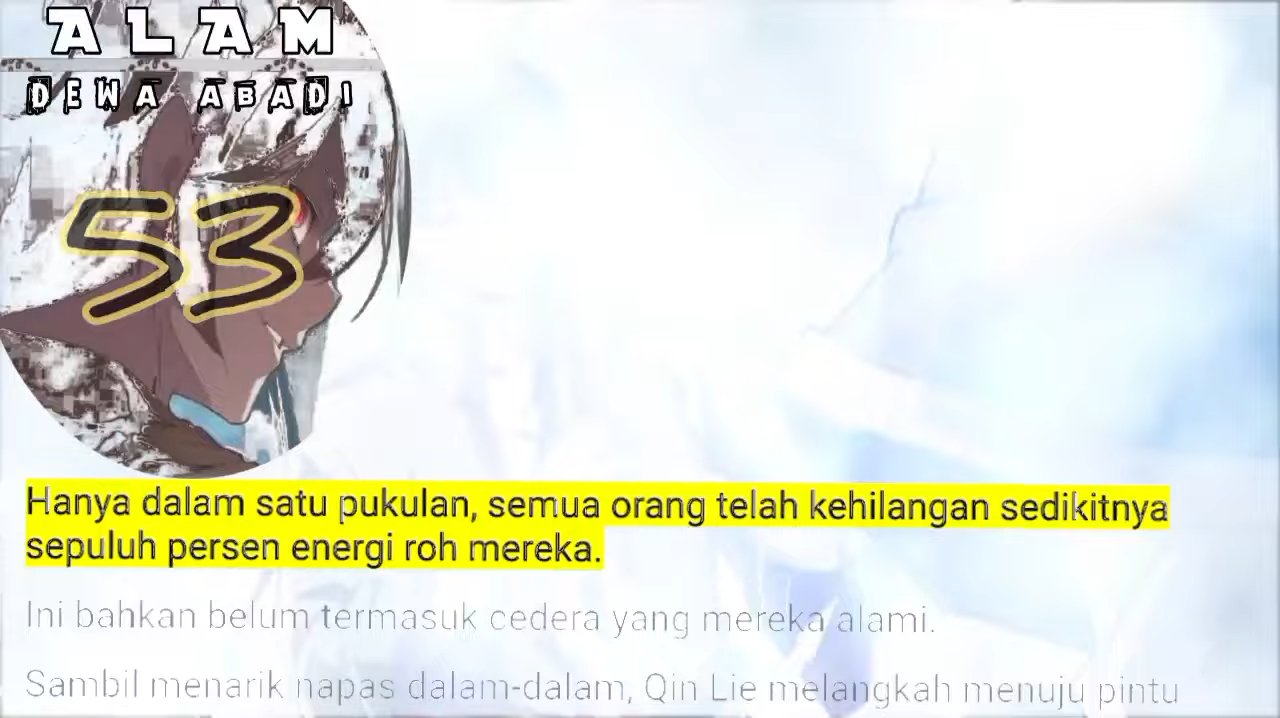 ALAM
DEWA ABADI
53
Hanya dalam satu pukulan, semua orang telah kehilangan sedikitnya
sepuluh persen energi roh mereka.
Ini bahkan belum termasuk cedera yang mereka alami.
Sambil menarik napas dalam-dalam, Qin Lie melangkah menuju pintu